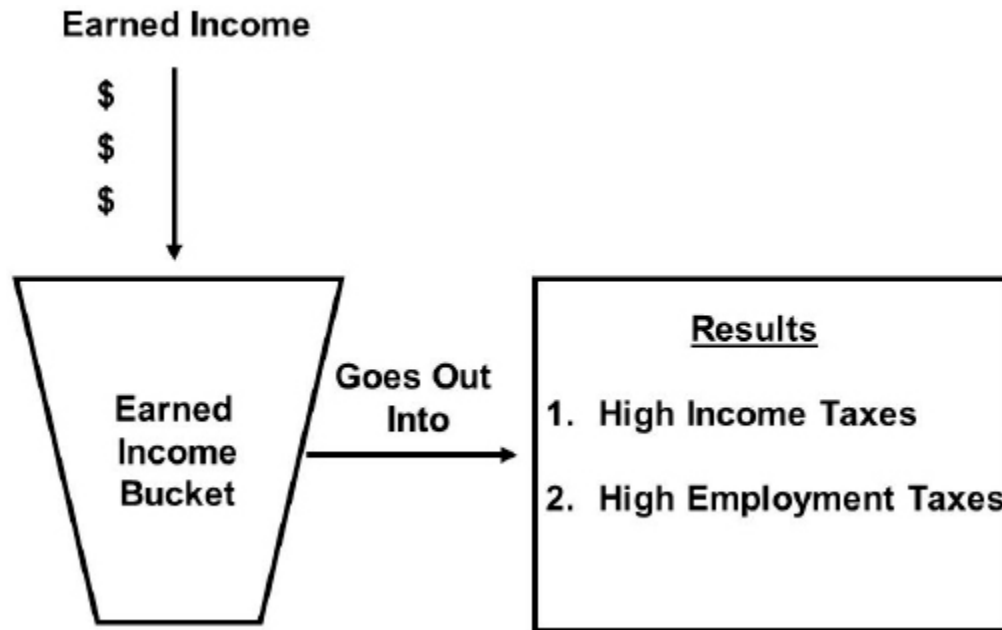 Earned Income
$
$
$
Earned
Income
Bucket
Goes Out
Into
Results
1. High Income Taxes
2. High Employment Taxes